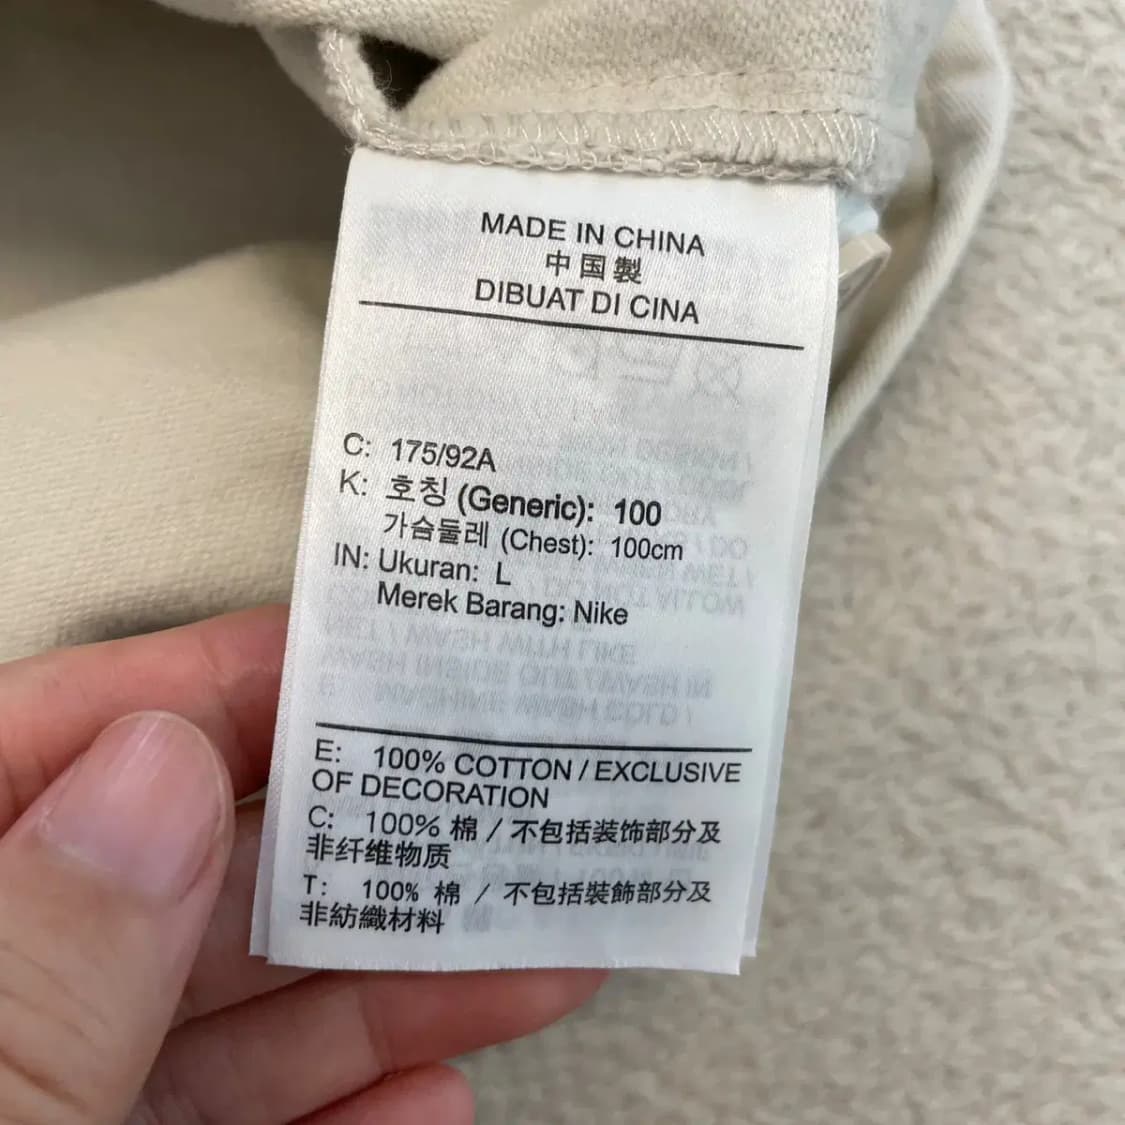 MADE IN CHINA
中国製
DIBUAT DI CINA
C: 175/92A
K: 호칭 (Generic): 100
가슴둘레 (Chest): 100cm
IN: Ukuran: L
Merek Barang: Nike
E: 100% COTTON / EXCLUSIVE
OF DECORATION
C: 100% 棉 / 不包括装饰部分及
非纤维物质
T: 100% 棉 / 不包括裝飾部分及
非紡織材料